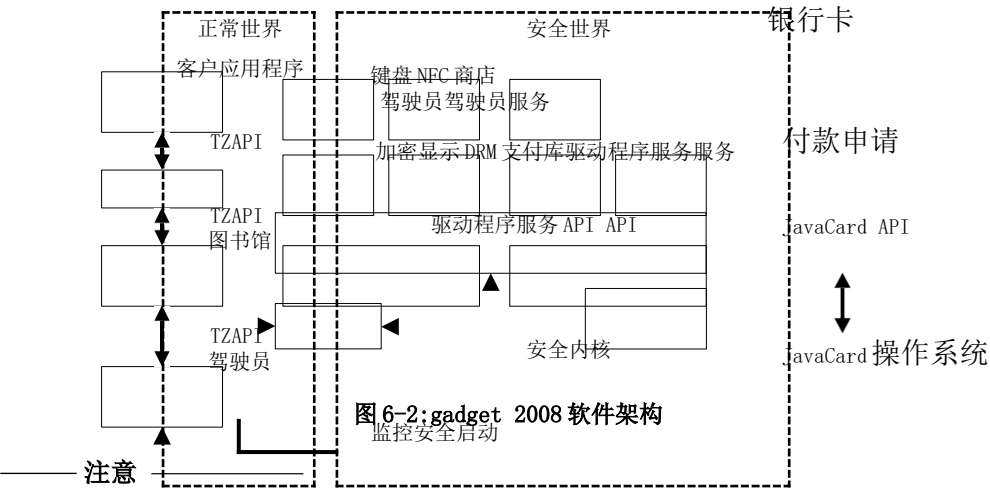 正常世界
安全世界
银行卡
客户应用程序
键盘 NFC 商店
驾驶员驾驶员服务
TZAPI
付款申请
加密显示 DRM 支付库驱动程序服务服务
TZAPI
图书馆
驱动程序服务 API API
JavaCard API
TZAPI
驾驶员
安全内核
JavaCard 操作系统
图 6-2:gadget 2008 软件架构
监控安全启动
注意